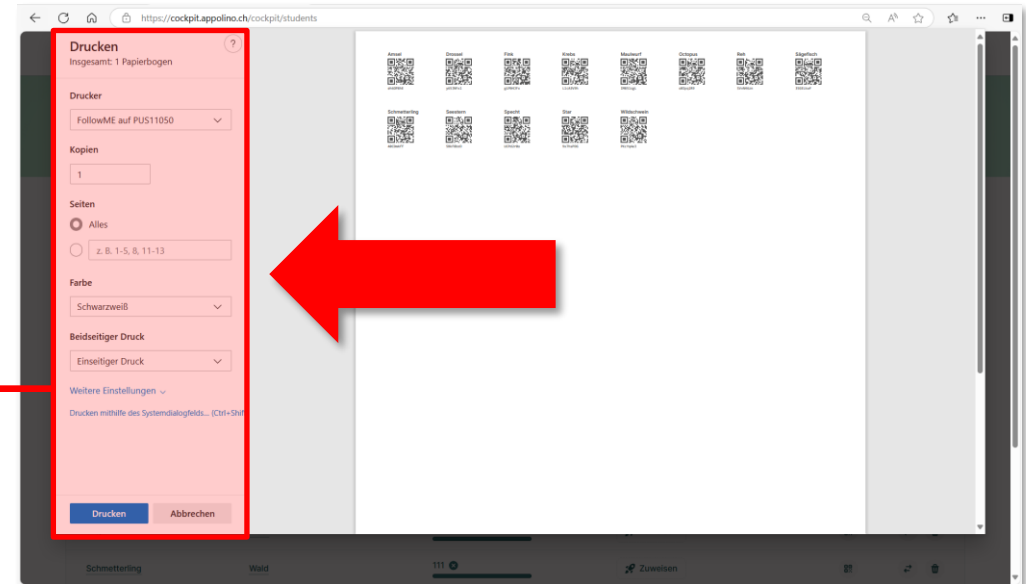 https://cockpit.appolino.ch/cockpit/students
Drucken
?
Insgesamt: 1 Papierbogen
Drucker
FollowME auf PUS11050
Kopien
1
Seiten
Alles
z. B. 1-5, 8, 11-13
Farbe
Schwarzweiß
Beidseitiger Druck
Einseitiger Druck
Weitere Einstellungen
Drucken mithilfe des Systemdialogfelds... (Ctrl+Shif
Drucken Abbrechen
Amsel Drossel Fink Krebs Maulwurf Octopus Reh Sägefisch
Schmetterling Seestern Specht Star Wildschwein
Schmetterling Wald 111 Zuweisen